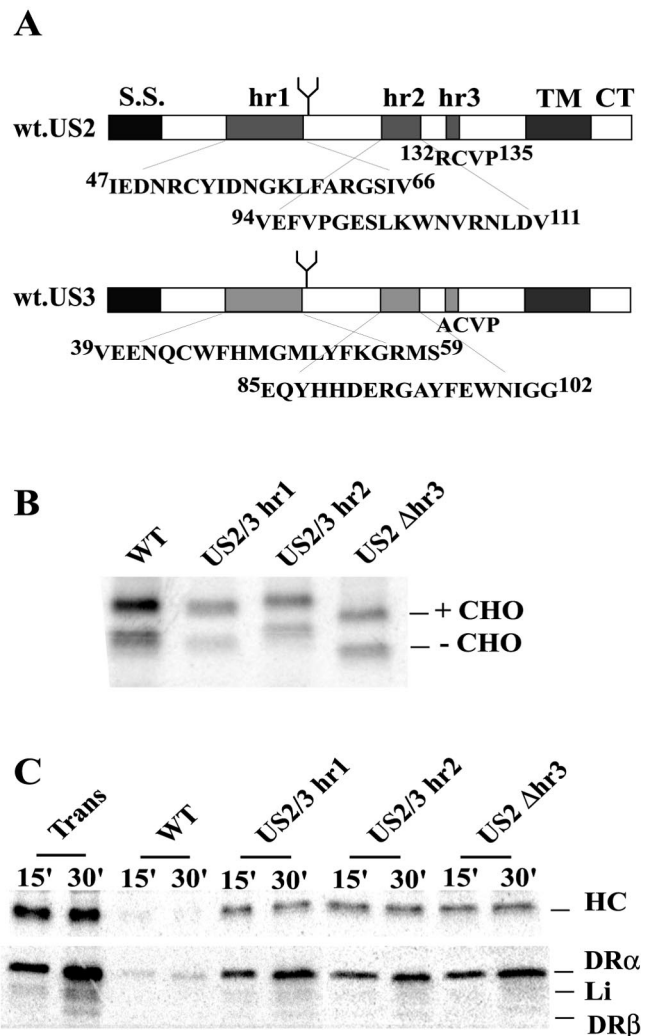 A
S.S. hr1 hr2 hr3 TM CT
wt.US2
132RCVP135
47IEDNRCYIDNGKLFARGSIV66
94VEFVPGESLKWNVRNLDV111
wt.US3
ACVP
39VEENQCWFHMGMLYFKGRMS59
85EQYHHDERGAYFEWNIGG102
B
WT US2/3 hr1 US2/3 hr2 US2 Δhr3
+ CHO
- CHO
C
Trans WT US2/3 hr1 US2/3 hr2 US2 Δhr3
15' 30' 15' 30' 15' 30' 15' 30' 15' 30'
HC
DRα
Li
DRβ